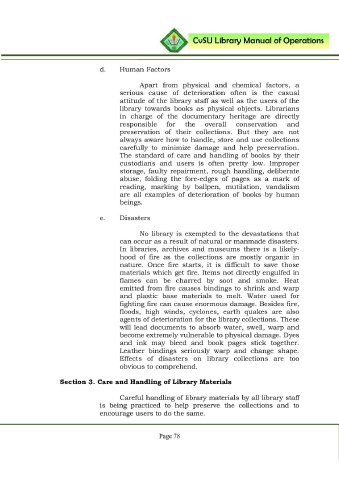 CvSU Library Manual of Operations
d. Human Factors
Apart from physical and chemical factors, a
serious cause of deterioration often is the casual
attitude of the library staff as well as the users of the
library towards books as physical objects. Librarians
in charge of the documentary heritage are directly
responsible for the overall conservation and
preservation of their collections. But they are not
always aware how to handle, store and use collections
carefully to minimize damage and help preservation.
The standard of care and handling of books by their
custodians and users is often pretty low. Improper
storage, faulty repairment, rough handling, deliberate
abuse, folding the fore-edges of pages as a mark of
reading, marking by ballpen, mutilation, vandalism
are all examples of deterioration of books by human
beings.
e. Disasters
No library is exempted to the devastations that
can occur as a result of natural or manmade disasters.
In libraries, archives and museums there is a likely-
hood of fire as the collections are mostly organic in
nature. Once fire starts, it is difficult to save those
materials which get fire. Items not directly engulfed in
flames can be charred by soot and smoke. Heat
emitted from fire causes bindings to shrink and warp
and plastic base materials to melt. Water used for
fighting fire can cause enormous damage. Besides fire,
floods, high winds, cyclones, earth quakes are also
agents of deterioration for the library collections. These
will lead documents to absorb water, swell, warp and
become extremely vulnerable to physical damage. Dyes
and ink may bleed and book pages stick together.
Leather bindings seriously warp and change shape.
Effects of disasters on library collections are too
obvious to comprehend.
Section 3. Care and Handling of Library Materials
Careful handling of library materials by all library staff
is being practiced to help preserve the collections and to
encourage users to do the same.
Page 78